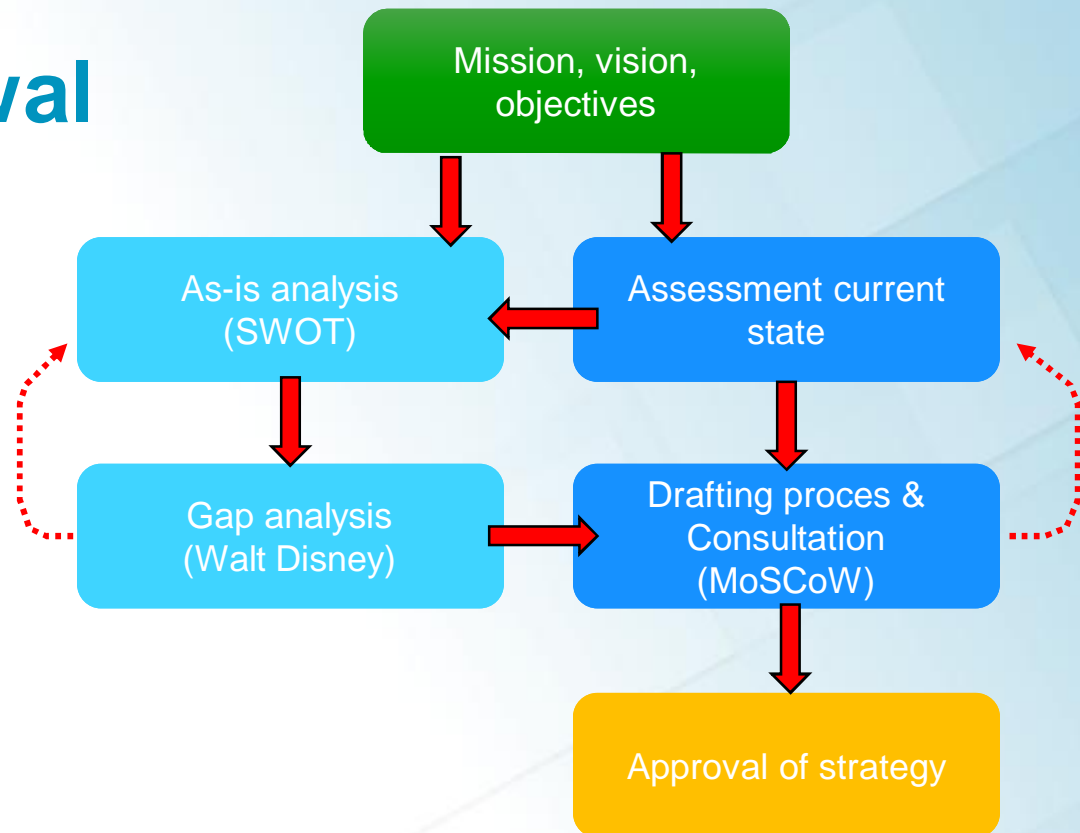 val
Mission, vision,
objectives
As-is analysis
(SWOT)
Assessment current
state
Gap analysis
(Walt Disney)
Drafting proces &
Consultation
(MoSCoW)
Approval of strategy